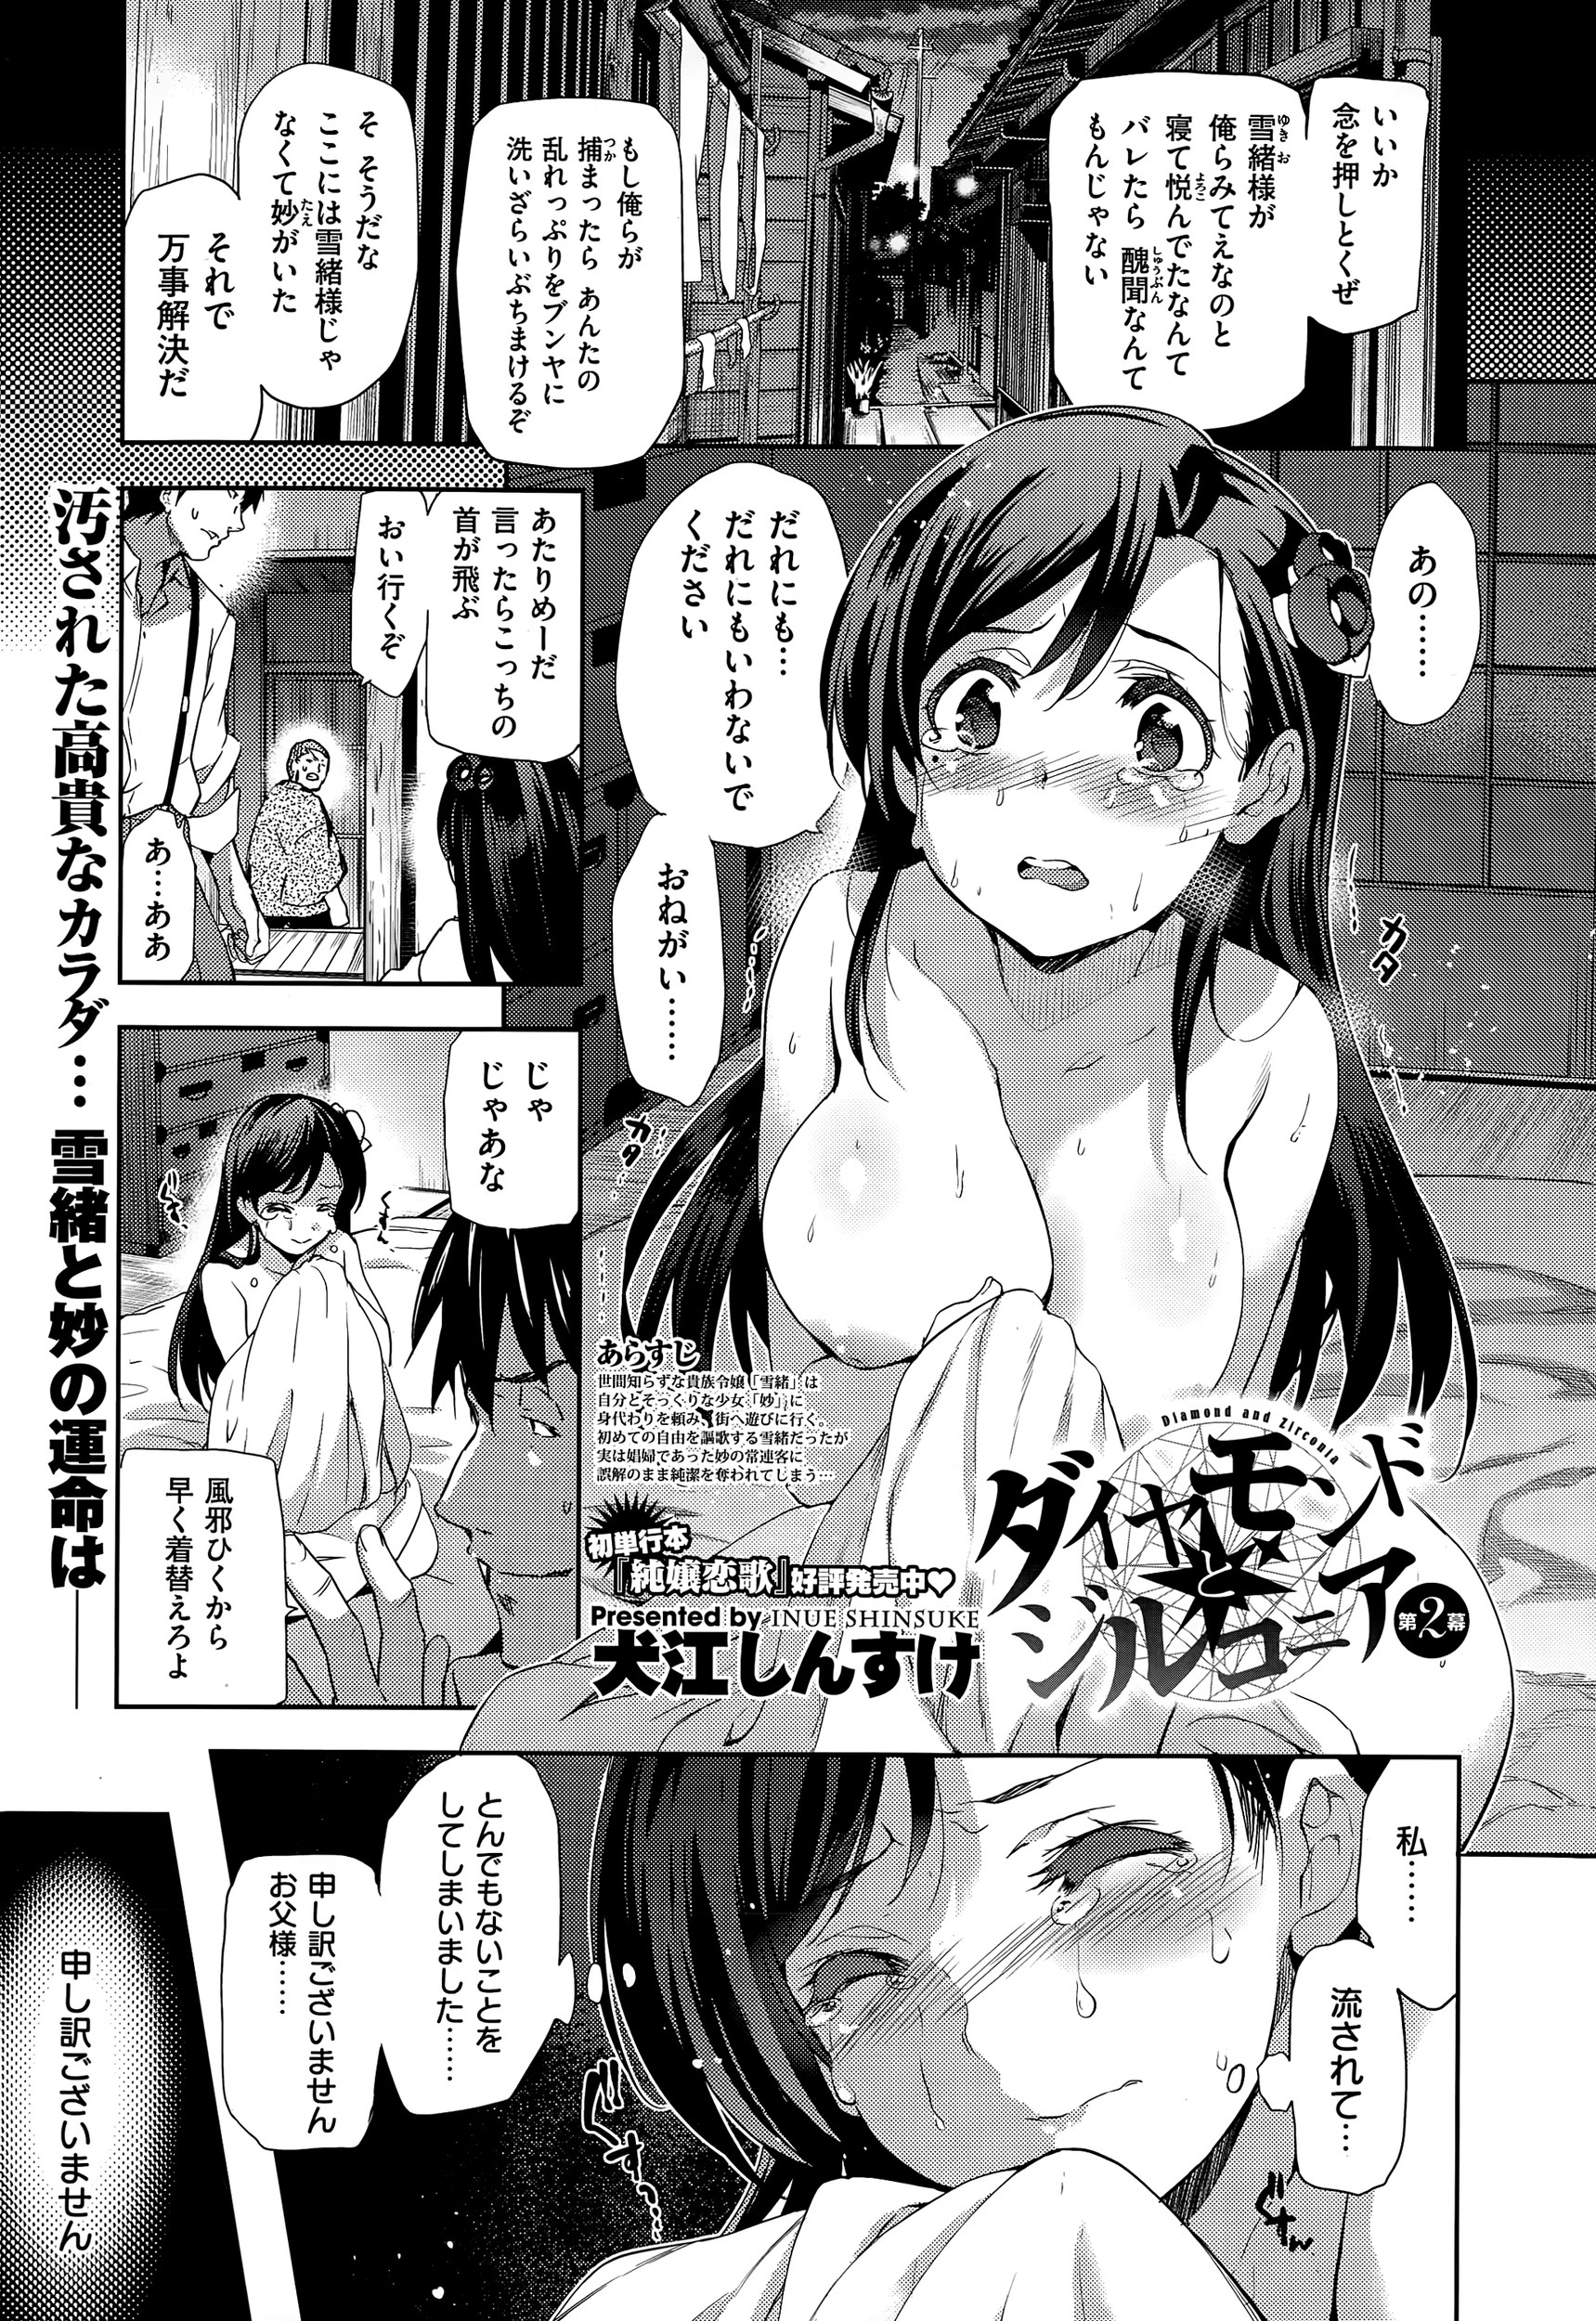 いいか
念を押しとくぜ
雪緒様が
ゆきお
俺らみてえなのと
寝て悦んでたなんて
よろこ
バレたら 醜聞なんて
しゅうぶん
もんじゃない
もし俺らが
捕まったら あんたの
つか
乱れっぷりをブンヤに
洗いざらいぶちまけるぞ
そ そうだな
ここには雪緒様じゃ
なくて妙がいた
たえ
それで
万事解決だ
あの……
だれにも…
だれにもいわないで
ください
おねがい……
カタ
カタ
あたりめーだ
言ったらこっちの
首が飛ぶ
おい行くぞ
あ…ああ
じゃ
じゃあな
風邪ひくから
早く着替えろよ
汚された高貴なカラダ… 雪緒と妙の運命は――
あらすじ
世間知らずな貴族令嬢「雪緒」は
自分とそっくりな少女「妙」に
身代わりを頼み、街へ遊びに行く。
初めての自由を謳歌する雪緒だったが
実は娼婦であった妙の常連客に
誤解のまま純潔を奪われてしまう…
初単行本
『純嬢恋歌』好評発売中♥
Presented by INUE SHINSUKE
犬江しんすけ
Diamond and Zirconia
ダイヤモンドと
ジルコニア
第2幕
私……
流されて…
とんでもないことを
してしまいました……
申し訳ございません
お父様……
ぐすっ
申し訳ございません